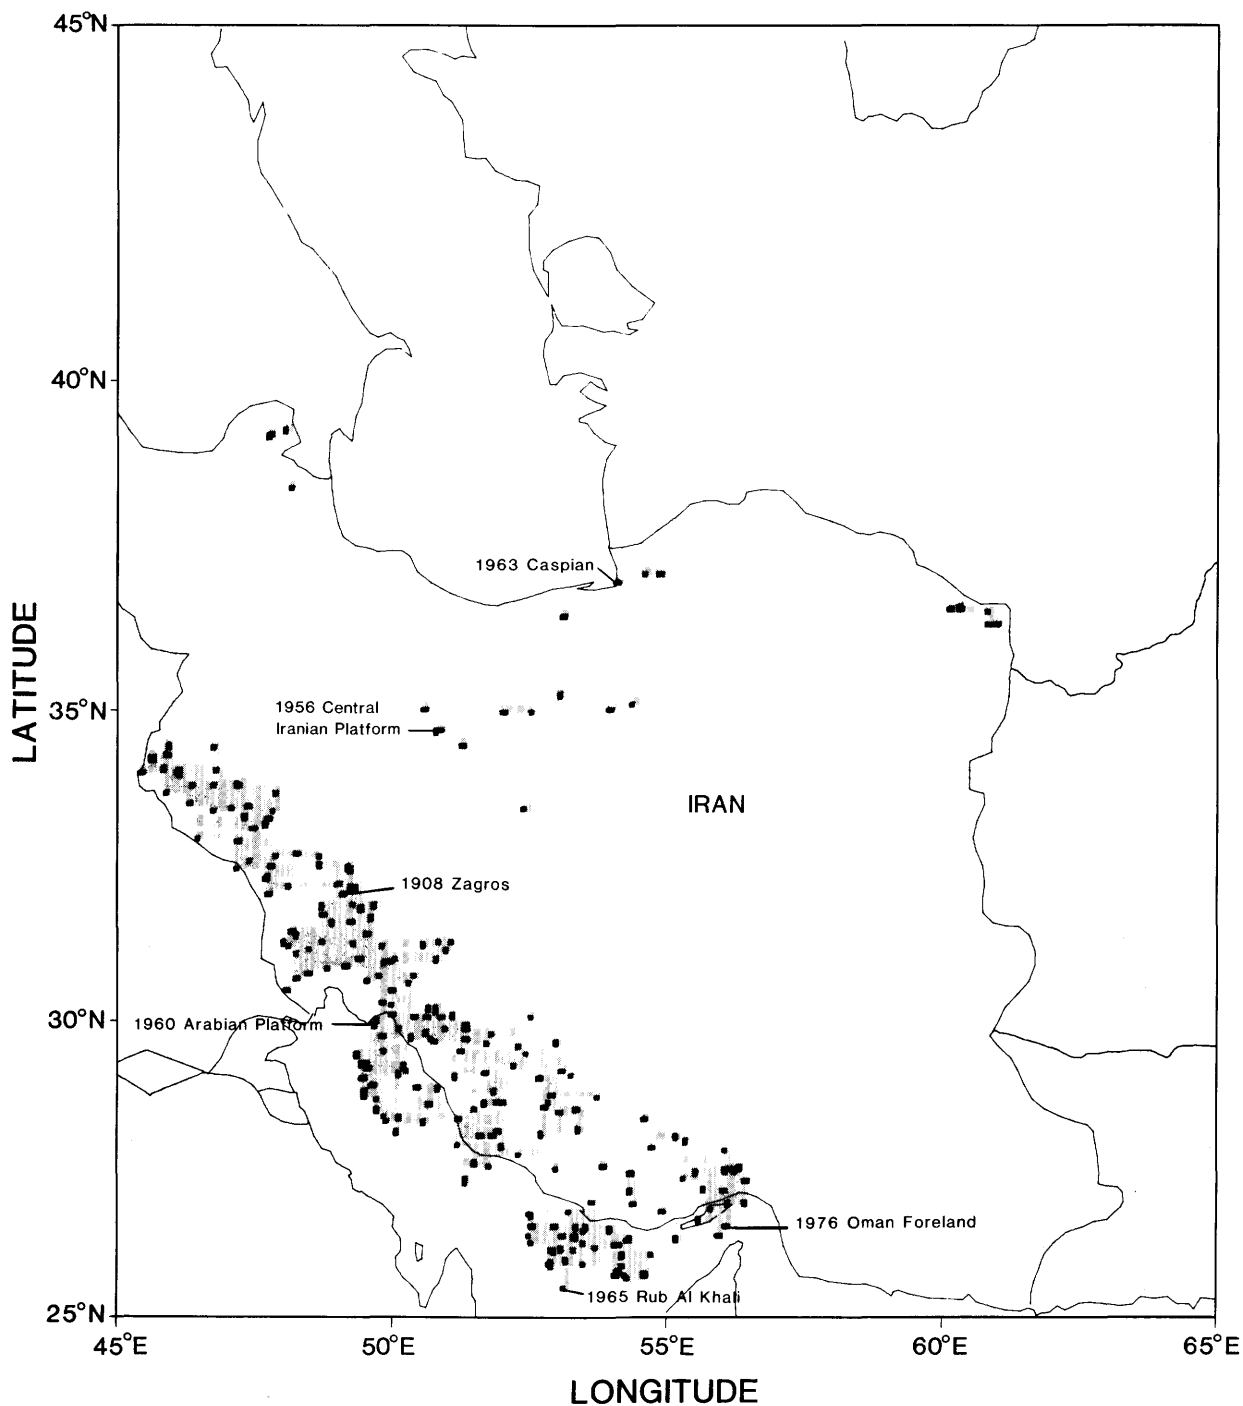 45°N
40°N
1963 Caspian
LATITUDE
1956 Central
Iranian Platform
35°N
IRAN
1908 Zagros
30°N
1960 Arabian Platform
1976 Oman Foreland
1965 Rub Al Khali
25°N
45°E 50°E 55°E 60°E 65°E
LONGITUDE